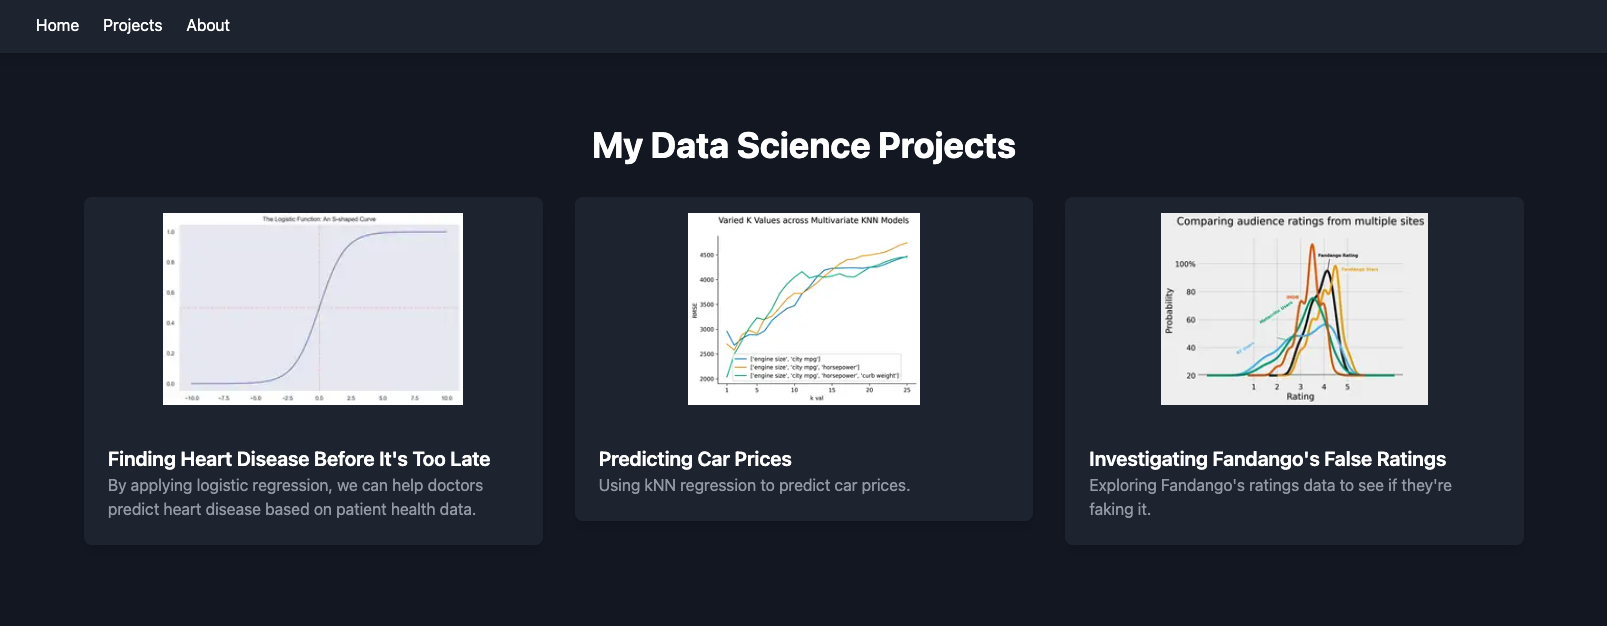 Home Projects About
My Data Science Projects
The Logistic Function: An S-shaped Curve
1.0
0.8
0.6
0.4
0.2
0.0
−10.0 −7.5 −5.0 −2.5 0.0 2.5 5.0 7.5 10.0
Finding Heart Disease Before It's Too Late
By applying logistic regression, we can help doctors
predict heart disease based on patient health data.
Varied K Values across Multivariate KNN Models
RMSE
4500
4000
3500
3000
2500
2000
['engine size', 'city mpg']
['engine size', 'city mpg', 'horsepower']
['engine size', 'city mpg', 'horsepower', 'curb weight']
1 5 10 15 20 25
k val
Predicting Car Prices
Using kNN regression to predict car prices.
Comparing audience ratings from multiple sites
Probability
100%
80
60
40
20
Fandango Rating
Fandango Stars
IMDB
Metacritic Users
RT Users
1 2 3 4 5
Rating
Investigating Fandango's False Ratings
Exploring Fandango's ratings data to see if they're
faking it.